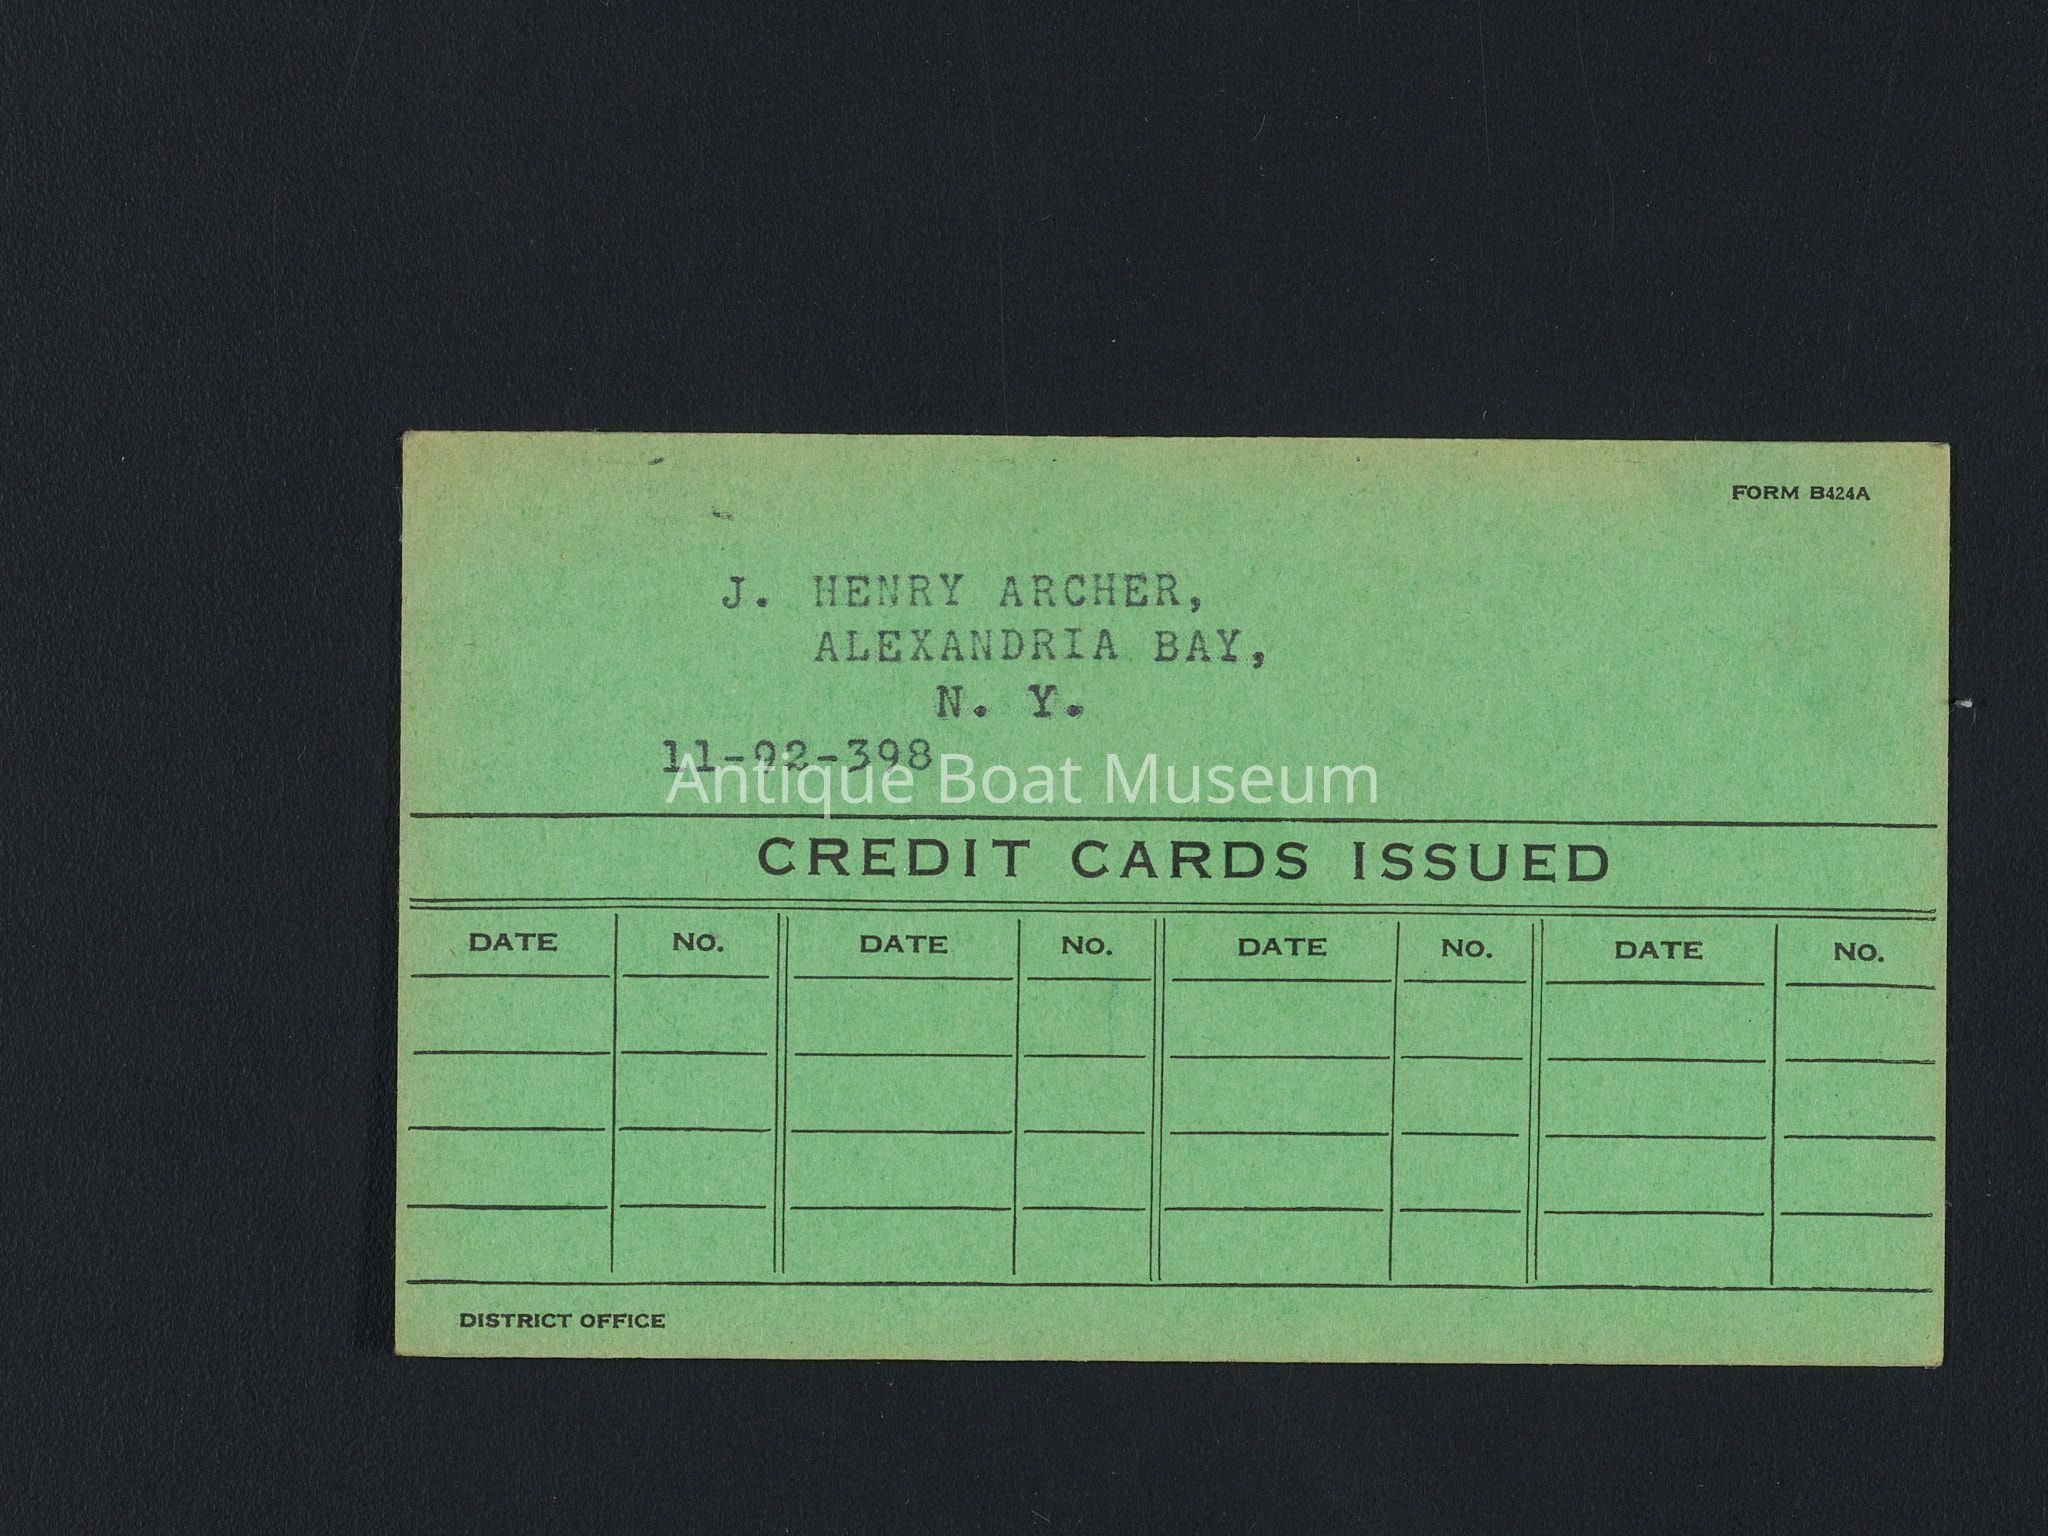 FORM B424A
J. HENRY ARCHER,
ALEXANDRIA BAY,
N. Y.
11-92-398
Antique Boat Museum
CREDIT CARDS ISSUED
DATE NO. DATE NO. DATE NO. DATE NO.
DISTRICT OFFICE